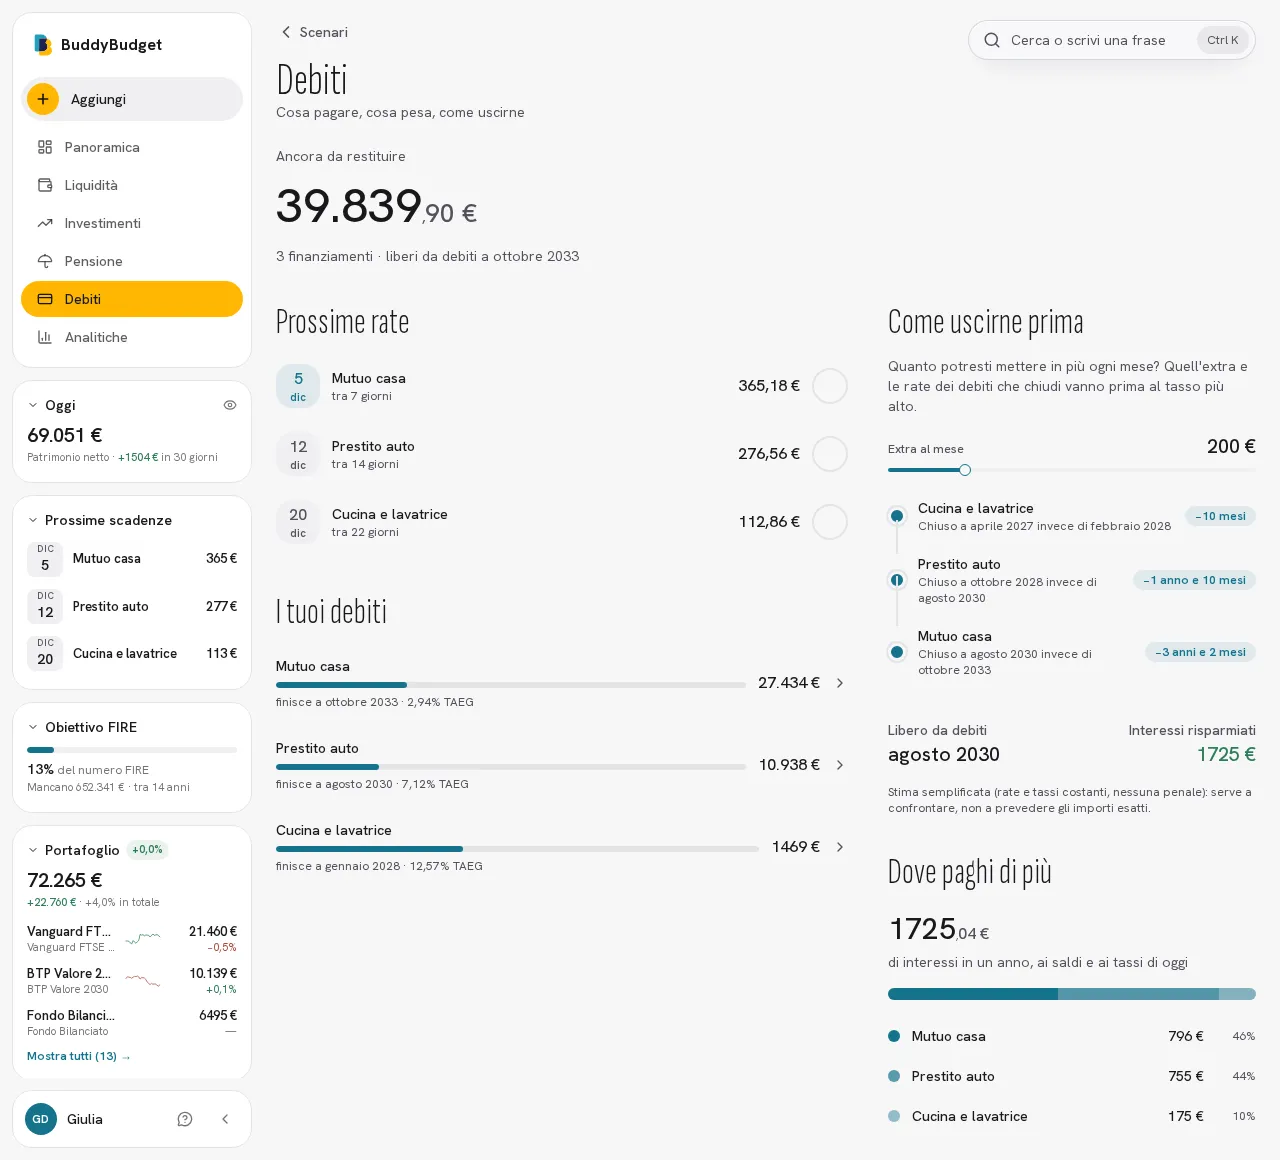 BuddyBudget
Aggiungi
Panoramica
Liquidità
Investimenti
Pensione
Debiti
Analitiche
Oggi
69.051 €
Patrimonio netto · +1504 € in 30 giorni
Prossime scadenze
DIC
5
Mutuo casa
365 €
DIC
12
Prestito auto
277 €
DIC
20
Cucina e lavatrice
113 €
Obiettivo FIRE
13% del numero FIRE
Mancano 652.341 € · tra 14 anni
Portafoglio +0,0%
72.265 €
+22.760 € · +4,0% in totale
Vanguard FT... 21.460 €
Vanguard FTSE ... −0,5%
BTP Valore 2... 10.139 €
BTP Valore 2030 +0,1%
Fondo Bilanci... 6495 €
Fondo Bilanciato —
Mostra tutti (13) →
GD Giulia
Scenari
Cerca o scrivi una frase Ctrl K
Debiti
Cosa pagare, cosa pesa, come uscirne
Ancora da restituire
39.839,90 €
3 finanziamenti · liberi da debiti a ottobre 2033
Prossime rate
5
dic
Mutuo casa
tra 7 giorni
365,18 €
12
dic
Prestito auto
tra 14 giorni
276,56 €
20
dic
Cucina e lavatrice
tra 22 giorni
112,86 €
I tuoi debiti
Mutuo casa
27.434 €
finisce a ottobre 2033 · 2,94% TAEG
Prestito auto
10.938 €
finisce a agosto 2030 · 7,12% TAEG
Cucina e lavatrice
1469 €
finisce a gennaio 2028 · 12,57% TAEG
Come uscirne prima
Quanto potresti mettere in più ogni mese? Quell'extra e
le rate dei debiti che chiudi vanno prima al tasso più
alto.
Extra al mese 200 €
Cucina e lavatrice
Chiuso a aprile 2027 invece di febbraio 2028
−10 mesi
Prestito auto
Chiuso a ottobre 2028 invece di
agosto 2030
−1 anno e 10 mesi
Mutuo casa
Chiuso a agosto 2030 invece di
ottobre 2033
−3 anni e 2 mesi
Libero da debiti Interessi risparmiati
agosto 2030 1725 €
Stima semplificata (rate e tassi costanti, nessuna penale): serve a
confrontare, non a prevedere gli importi esatti.
Dove paghi di più
1725,04 €
di interessi in un anno, ai saldi e ai tassi di oggi
Mutuo casa 796 € 46%
Prestito auto 755 € 44%
Cucina e lavatrice 175 € 10%